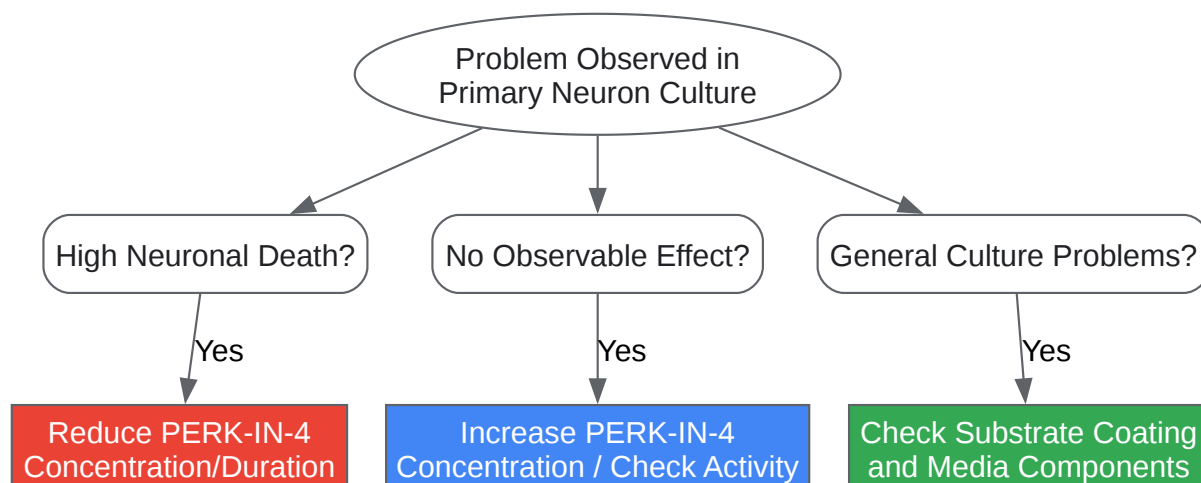 Problem Observed in
Primary Neuron Culture
High Neuronal Death?
No Observable Effect?
General Culture Problems?
Yes
Yes
Yes
Reduce PERK-IN-4
Concentration/Duration
Increase PERK-IN-4
Concentration / Check Activity
Check Substrate Coating
and Media Components